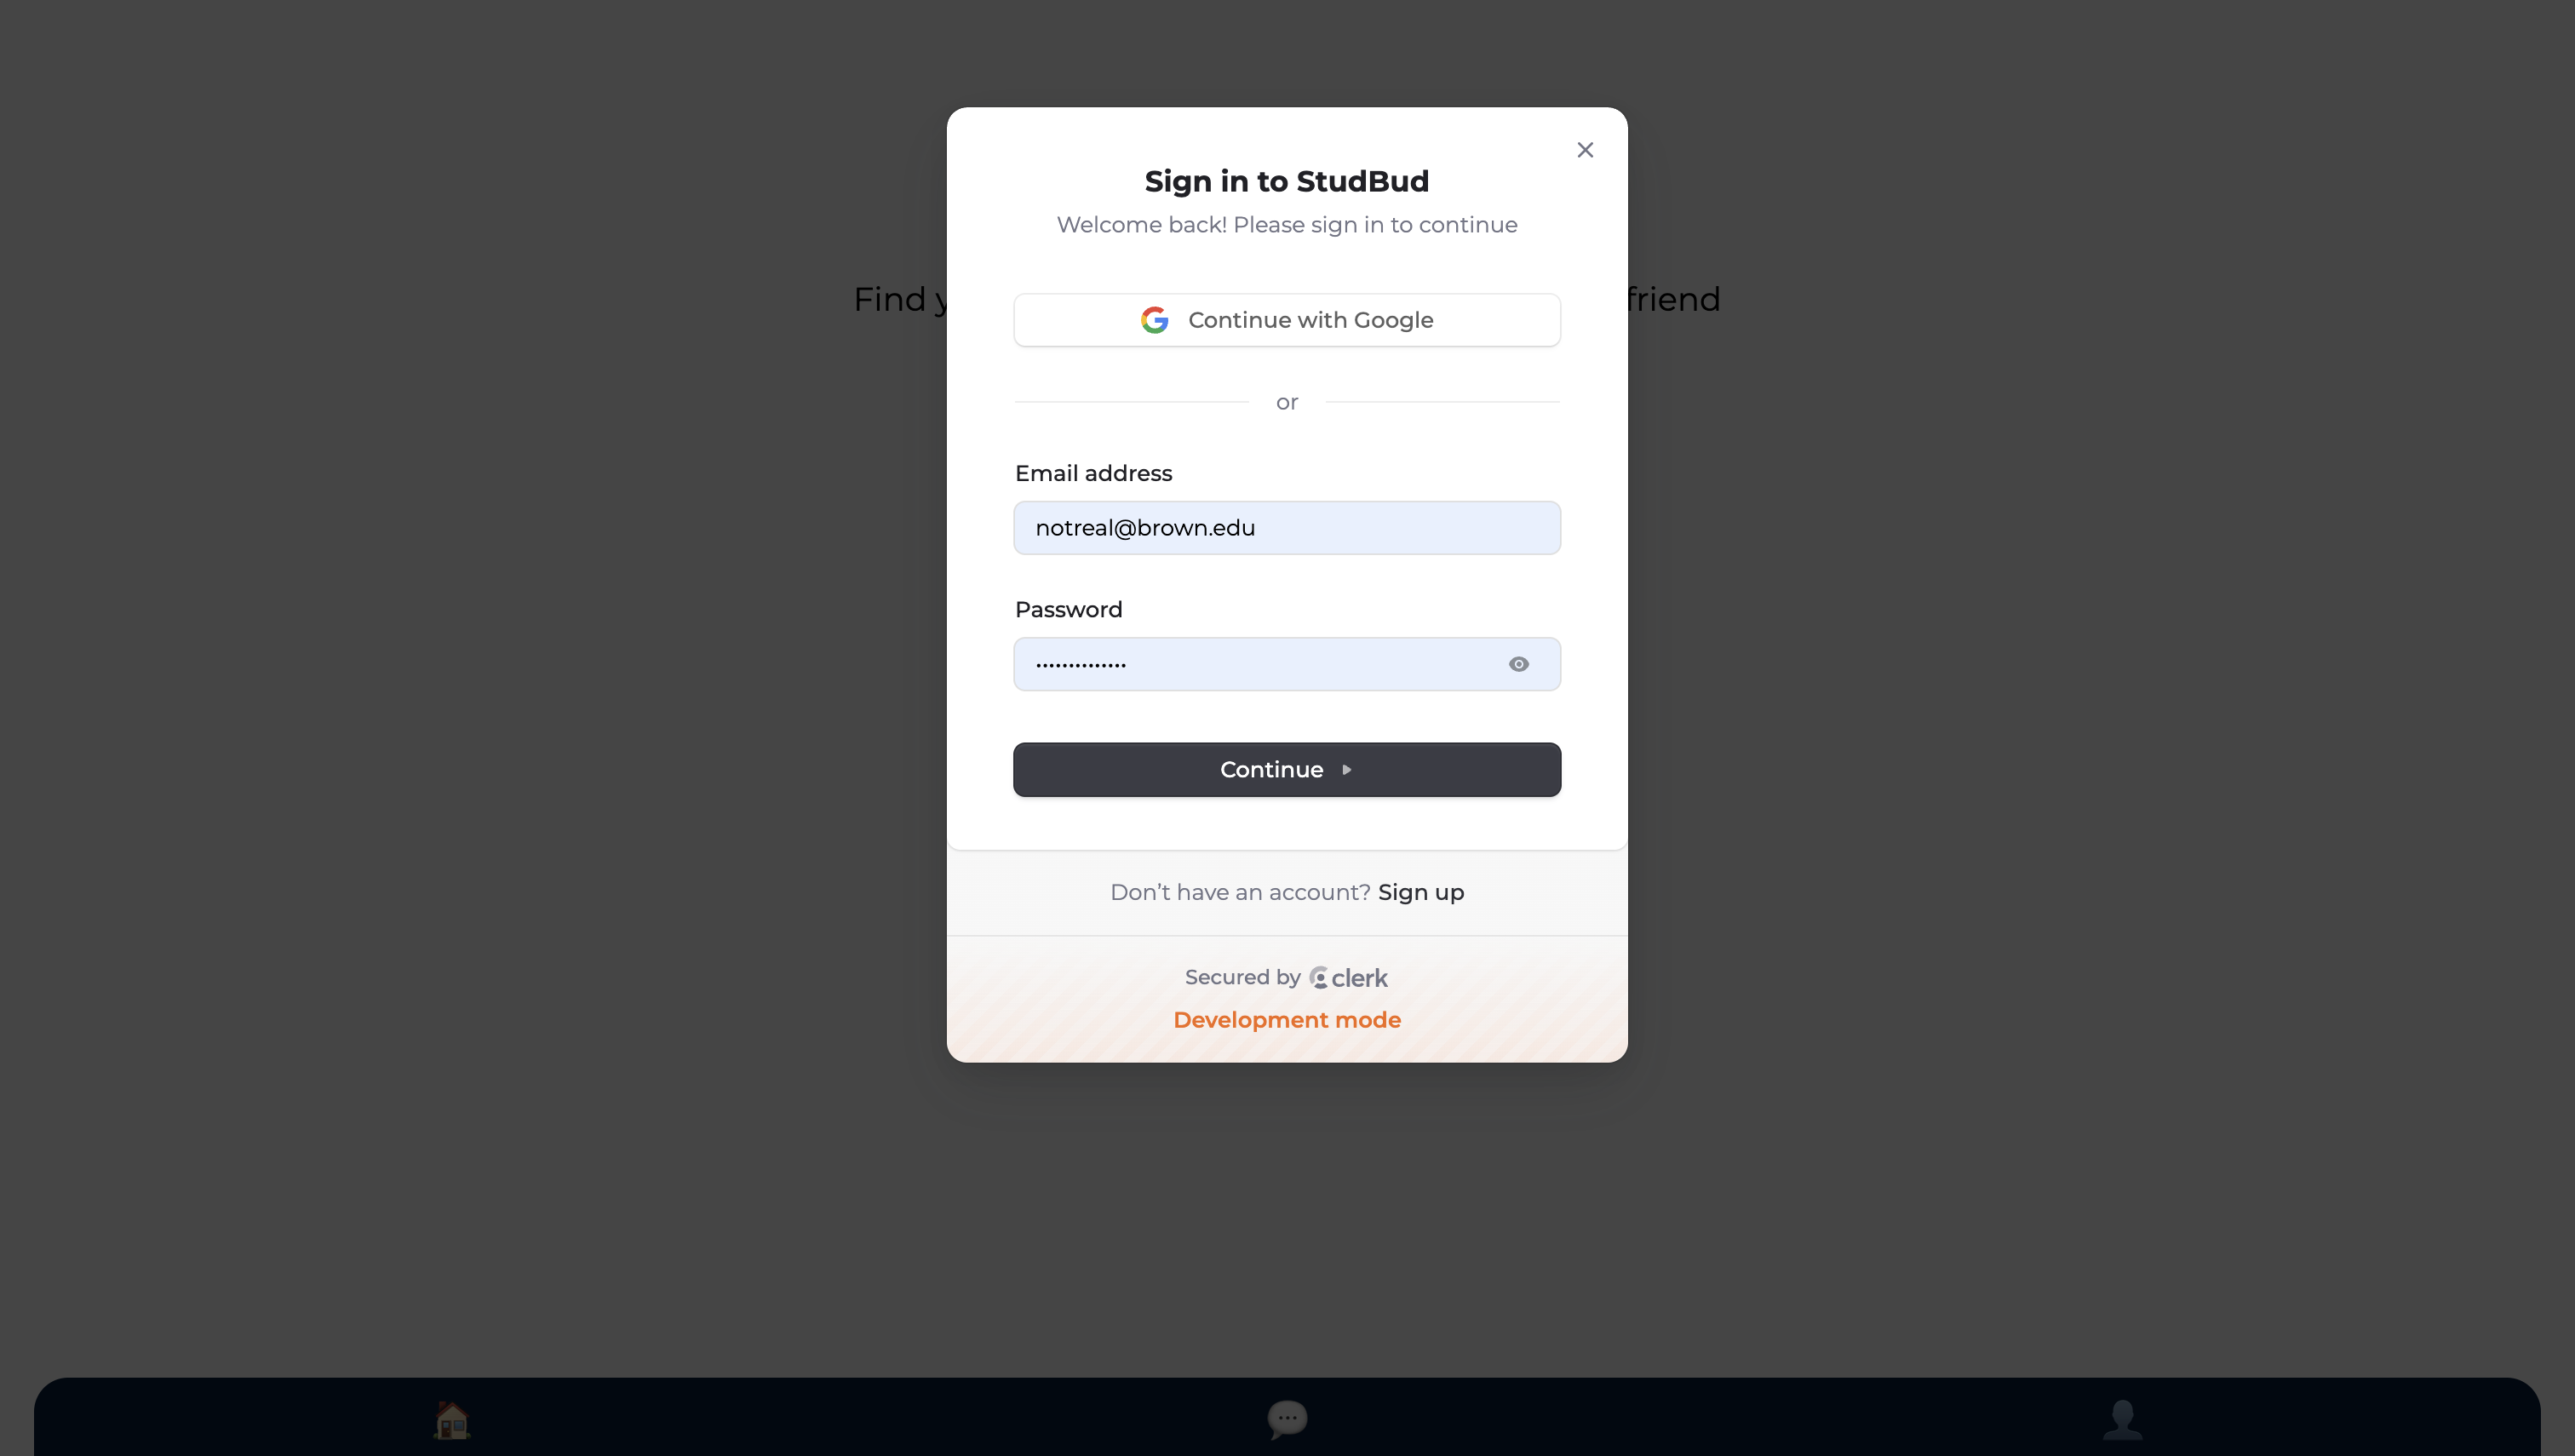 Sign in to StudBud
Welcome back! Please sign in to continue
Find
friend
Continue with Google
or
Email address
notreal@brown.edu
Password
••••••••••••••
Continue
Don’t have an account? Sign up
Secured by clerk
Development mode